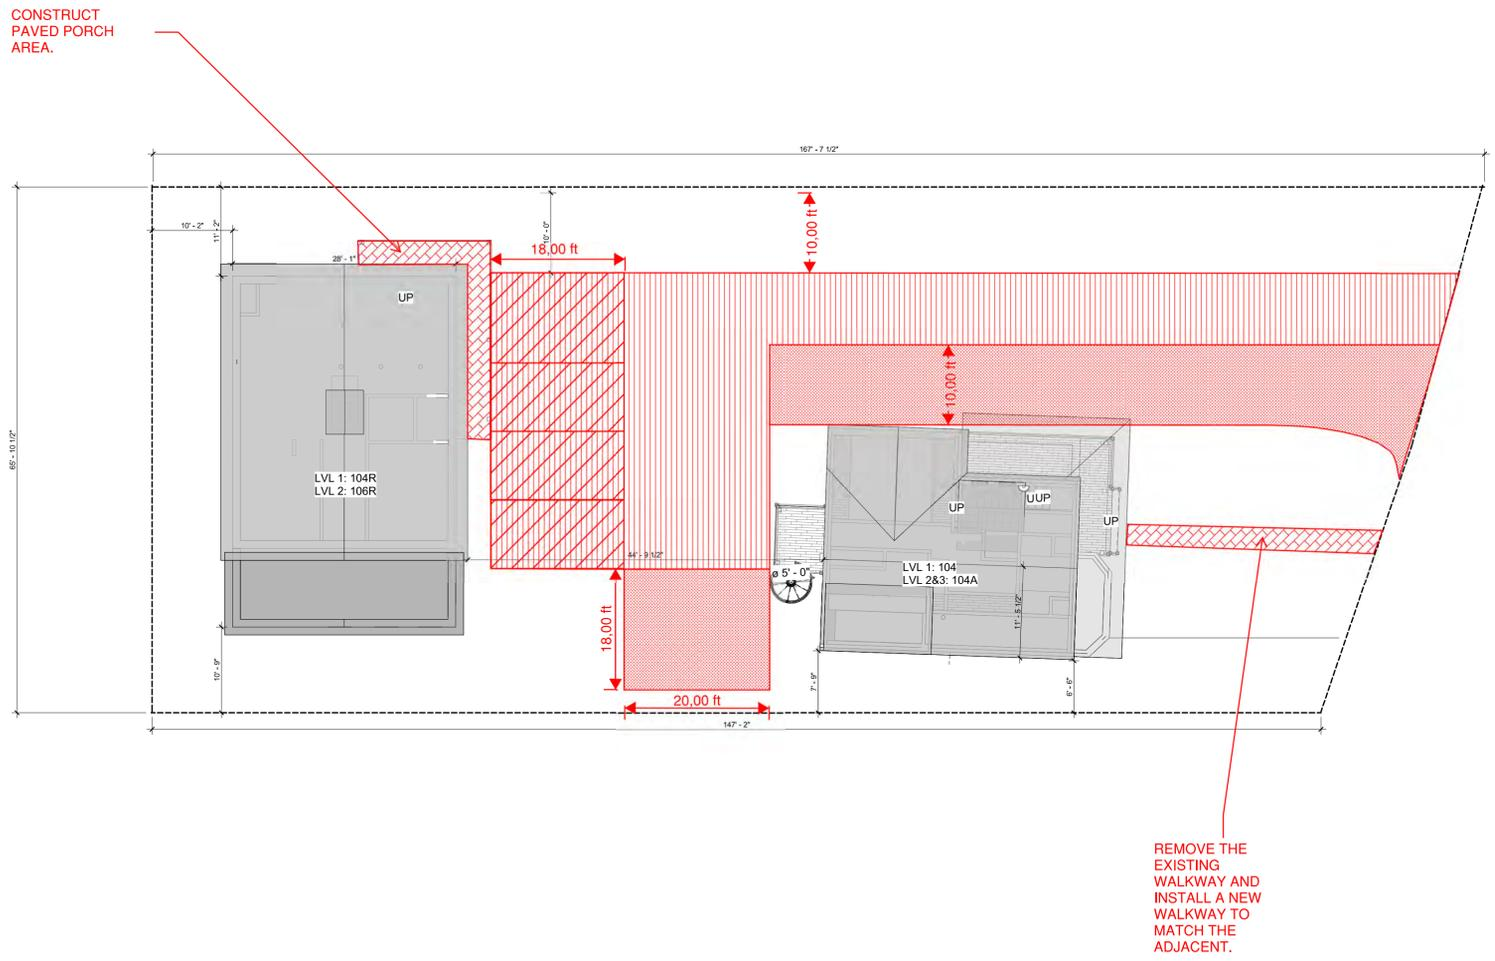 CONSTRUCT
PAVED PORCH
AREA.
167' - 7 1/2"
10' - 2"
11' - 2"
10' - 0"
10,00 ft
18,00 ft
28' - 1"
UP
10,00 ft
65' - 10 1/2"
LVL 1: 104R
LVL 2: 106R
UP
UUP
UP
44' - 9 1/2"
ø 5' - 0"
LVL 1: 104
LVL 2&3: 104A
11' - 5 1/2"
18,00 ft
10' - 9"
7' - 9"
6' - 6"
20,00 ft
147' - 2"
REMOVE THE
EXISTING
WALKWAY AND
INSTALL A NEW
WALKWAY TO
MATCH THE
ADJACENT.